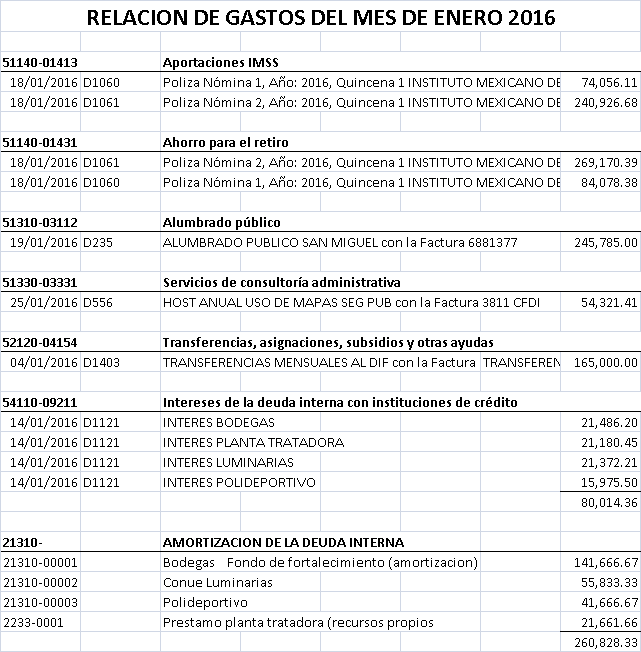 RELACION DE GASTOS DEL MES DE ENERO 2016
51140-01413 Aportaciones IMSS
18/01/2016 D1060 Poliza Nómina 1, Año: 2016, Quincena 1 INSTITUTO MEXICANO DE 74,056.11
18/01/2016 D1061 Poliza Nómina 2, Año: 2016, Quincena 1 INSTITUTO MEXICANO DE 240,926.68
51140-01431 Ahorro para el retiro
18/01/2016 D1061 Poliza Nómina 2, Año: 2016, Quincena 1 INSTITUTO MEXICANO DE 269,170.39
18/01/2016 D1060 Poliza Nómina 1, Año: 2016, Quincena 1 INSTITUTO MEXICANO DE 84,078.38
51310-03112 Alumbrado público
19/01/2016 D235 ALUMBRADO PUBLICO SAN MIGUEL con la Factura 6881377 245,785.00
51330-03331 Servicios de consultoría administrativa
25/01/2016 D556 HOST ANUAL USO DE MAPAS SEG PUB con la Factura 3811 CFDI 54,321.41
52120-04154 Transferencias, asignaciones, subsidios y otras ayudas
04/01/2016 D1403 TRANSFERENCIAS MENSUALES AL DIF con la Factura TRANSFEREN 165,000.00
54110-09211 Intereses de la deuda interna con instituciones de crédito
14/01/2016 D1121 INTERES BODEGAS 21,486.20
14/01/2016 D1121 INTERES PLANTA TRATADORA 21,180.45
14/01/2016 D1121 INTERES LUMINARIAS 21,372.21
14/01/2016 D1121 INTERES POLIDEPORTIVO 15,975.50
80,014.36
21310- AMORTIZACION DE LA DEUDA INTERNA
21310-00001 Bodegas Fondo de fortalecimiento (amortizacion) 141,666.67
21310-00002 Conue Luminarias 55,833.33
21310-00003 Polideportivo 41,666.67
2233-0001 Prestamo planta tratadora (recursos propios 21,661.66
260,828.33